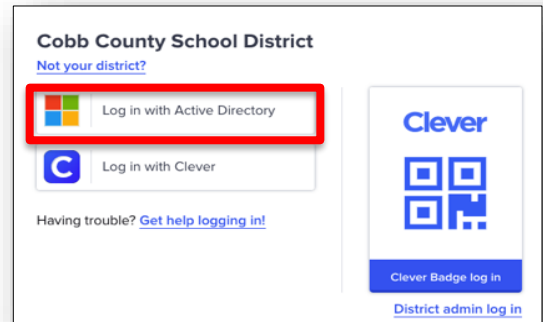 Cobb County School District
Not your district?
Log in with Active Directory
C
Log in with Clever
Having trouble? Get help logging in!
Clever
Clever Badge log in
District admin log in